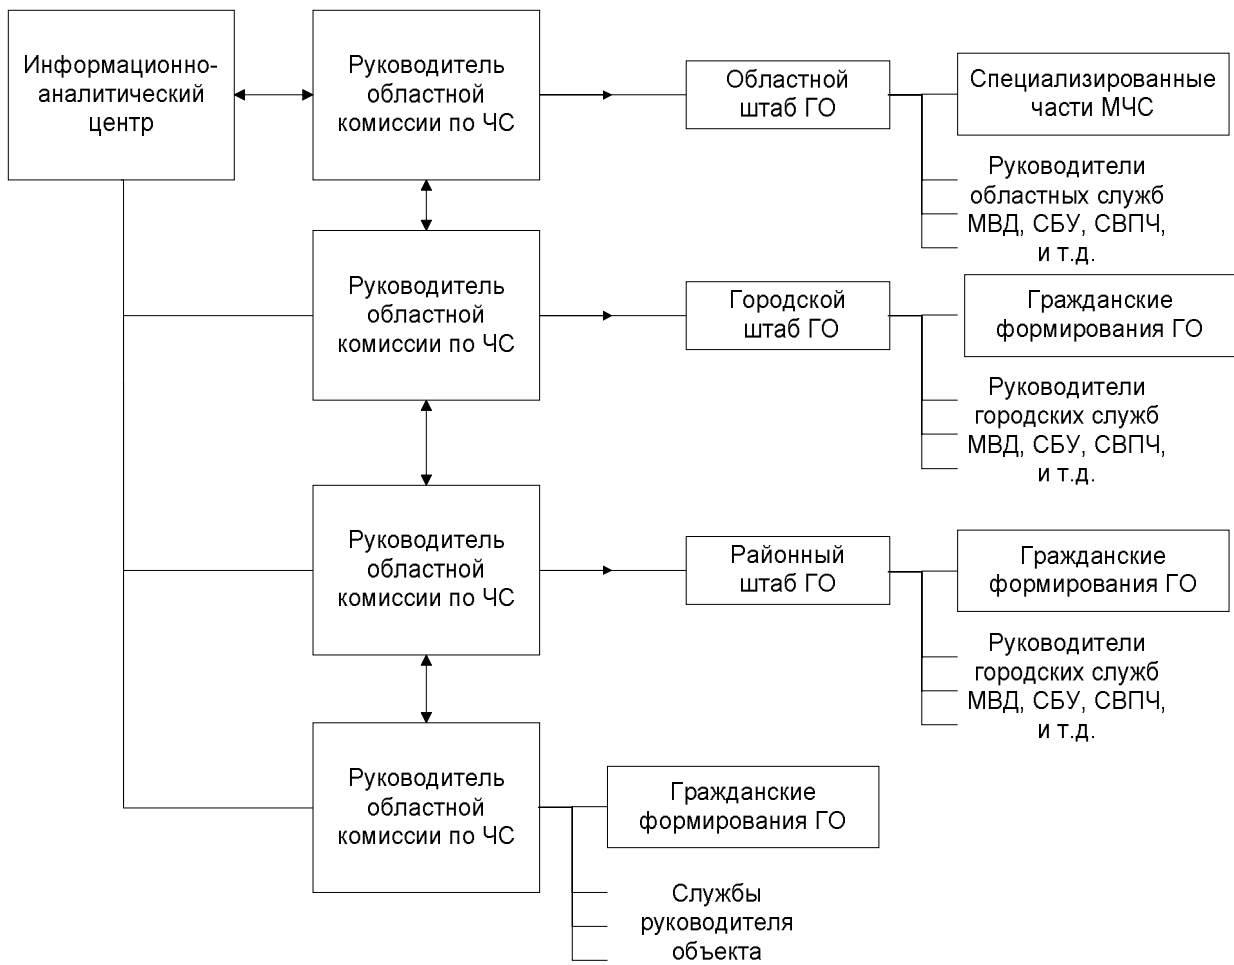 Информационно-
аналитический
центр
Руководитель
областной
комиссии по ЧС
Областной
штаб ГО
Специализированные
части МЧС
Руководители
областных служб
МВД, СБУ, СВПЧ,
и т.д.
Руководитель
областной
комиссии по ЧС
Городской
штаб ГО
Гражданские
формирования ГО
Руководители
городских служб
МВД, СБУ, СВПЧ,
и т.д.
Руководитель
областной
комиссии по ЧС
Районный
штаб ГО
Гражданские
формирования ГО
Руководители
городских служб
МВД, СБУ, СВПЧ,
и т.д.
Руководитель
областной
комиссии по ЧС
Гражданские
формирования ГО
Службы
руководителя
объекта